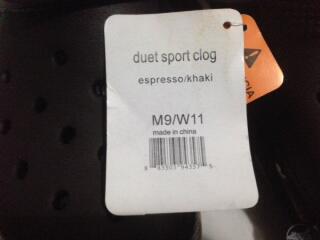 duet sport clog
espresso/khaki
M9/W11
made in china